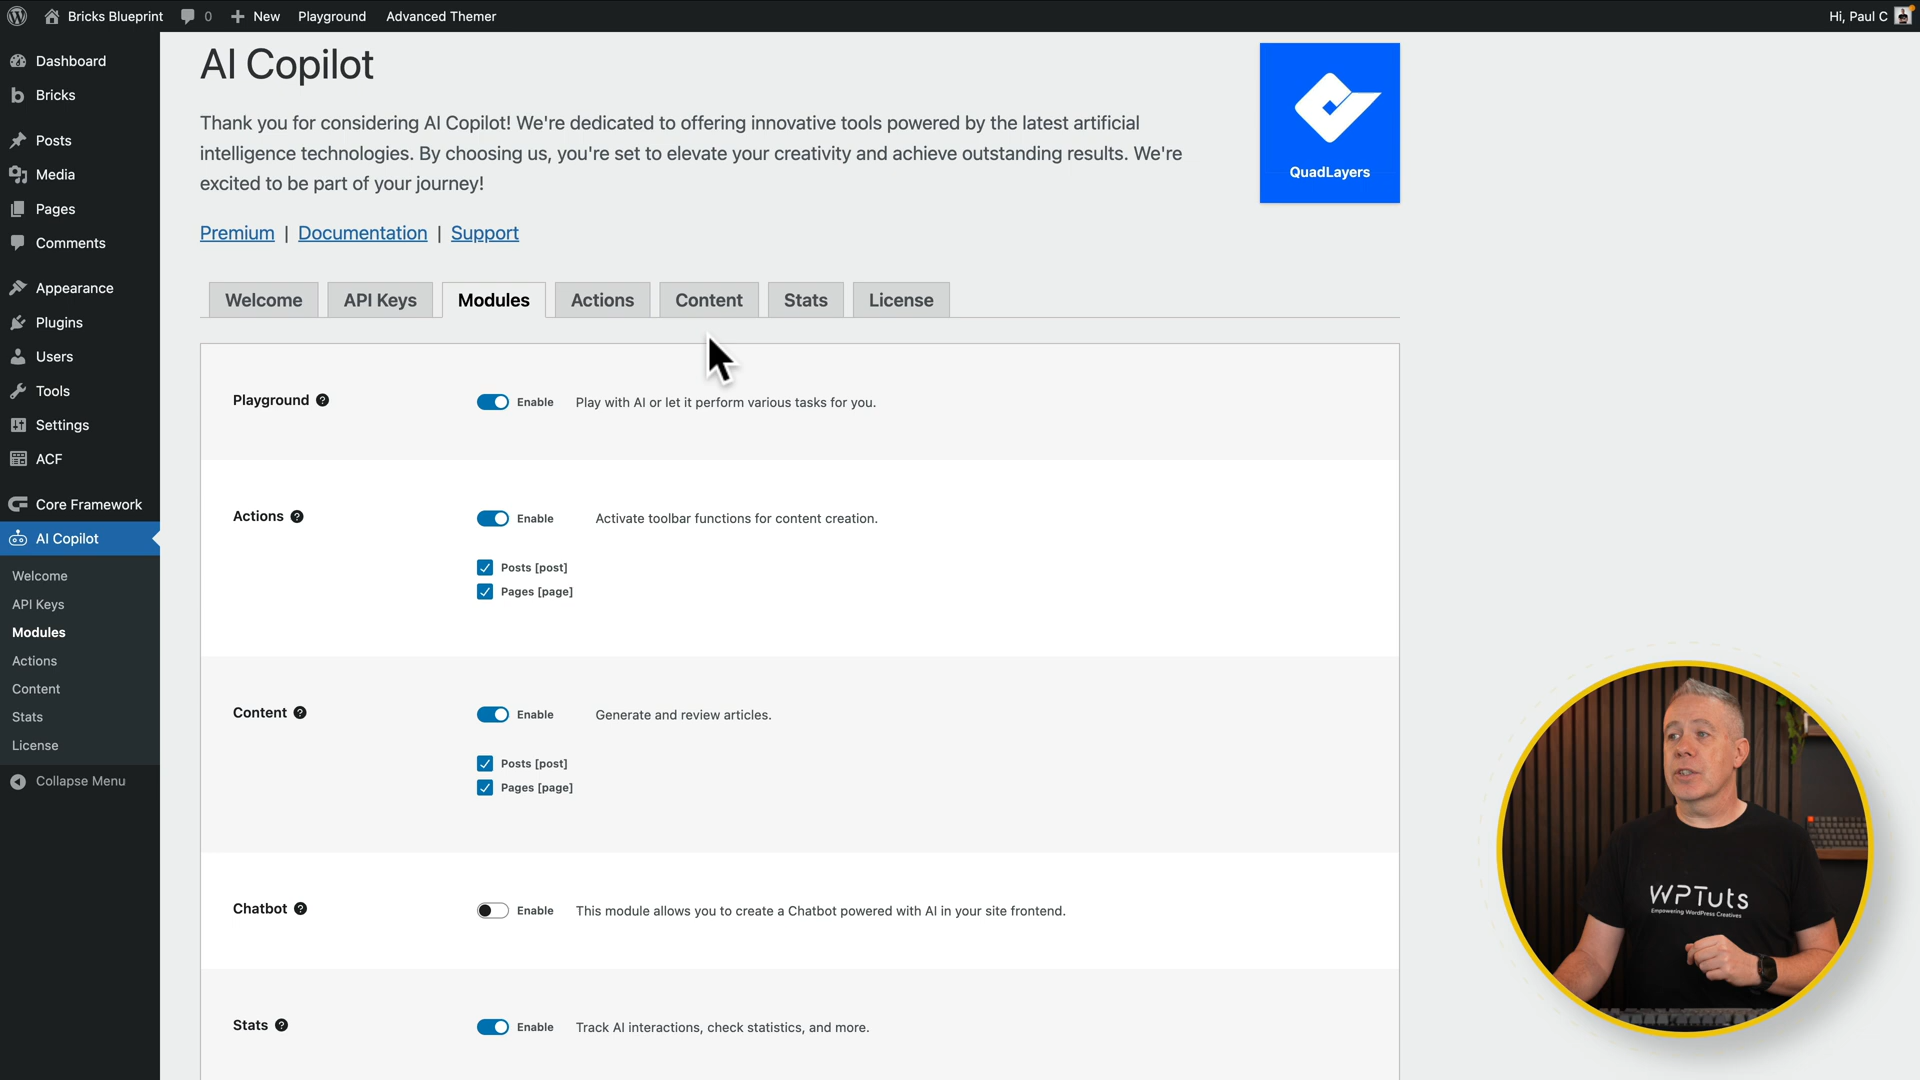 Bricks Blueprint 0 New Playground Advanced Themer Hi, Paul C
Dashboard
Bricks
Posts
Media
Pages
Comments
Appearance
Plugins
Users
Tools
Settings
ACF
Core Framework
AI Copilot
Welcome
API Keys
Modules
Actions
Content
Stats
License
Collapse Menu
AI Copilot
Thank you for considering AI Copilot! We're dedicated to offering innovative tools powered by the latest artificial
intelligence technologies. By choosing us, you're set to elevate your creativity and achieve outstanding results. We're
excited to be part of your journey!
Premium | Documentation | Support
QuadLayers
Welcome API Keys Modules Actions Content Stats License
Playground Enable Play with AI or let it perform various tasks for you.
Actions Enable Activate toolbar functions for content creation.
Posts [post]
Pages [page]
Content Enable Generate and review articles.
Posts [post]
Pages [page]
Chatbot Enable This module allows you to create a Chatbot powered with AI in your site frontend.
Stats Enable Track AI interactions, check statistics, and more.
WPTuts
Empowering WordPress Creatives